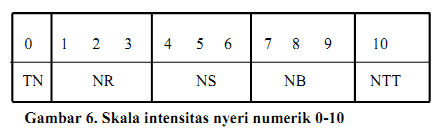 0 1 2 3 4 5 6 7 8 9 10
TN NR NS NB NTT
Gambar 6. Skala intensitas nyeri numerik 0-10